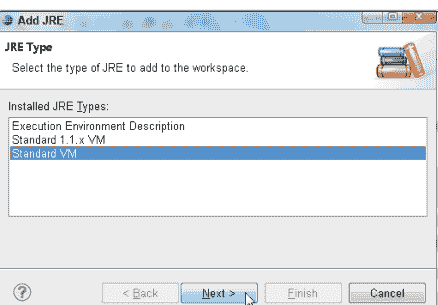 Add JRE
JRE Type
Select the type of JRE to add to the workspace.
Installed JRE Types:
Execution Environment Description
Standard 1.1.x VM
Standard VM
?
< Back
Next >
Finish
Cancel